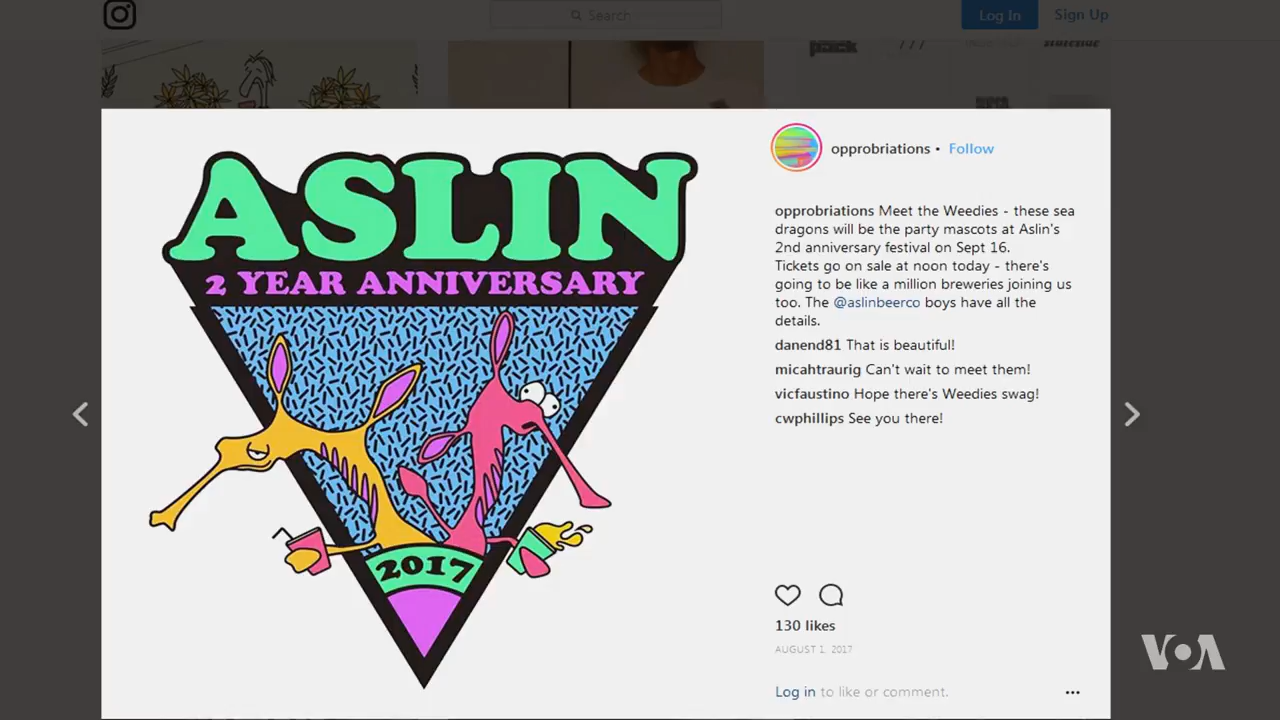 Search
Log In
Sign Up
ASLIN
2 YEAR ANNIVERSARY
2017
opprobriations • Follow
opprobriations Meet the Weedies - these sea
dragons will be the party mascots at Aslin's
2nd anniversary festival on Sept 16.
Tickets go on sale at noon today - there's
going to be like a million breweries joining us
too. The @aslinbeerco boys have all the
details.
danend81 That is beautiful!
micahtraurig Can't wait to meet them!
vicfaustino Hope there's Weedies swag!
cwphillips See you there!
130 likes
AUGUST 1, 2017
Log in to like or comment.
VOA